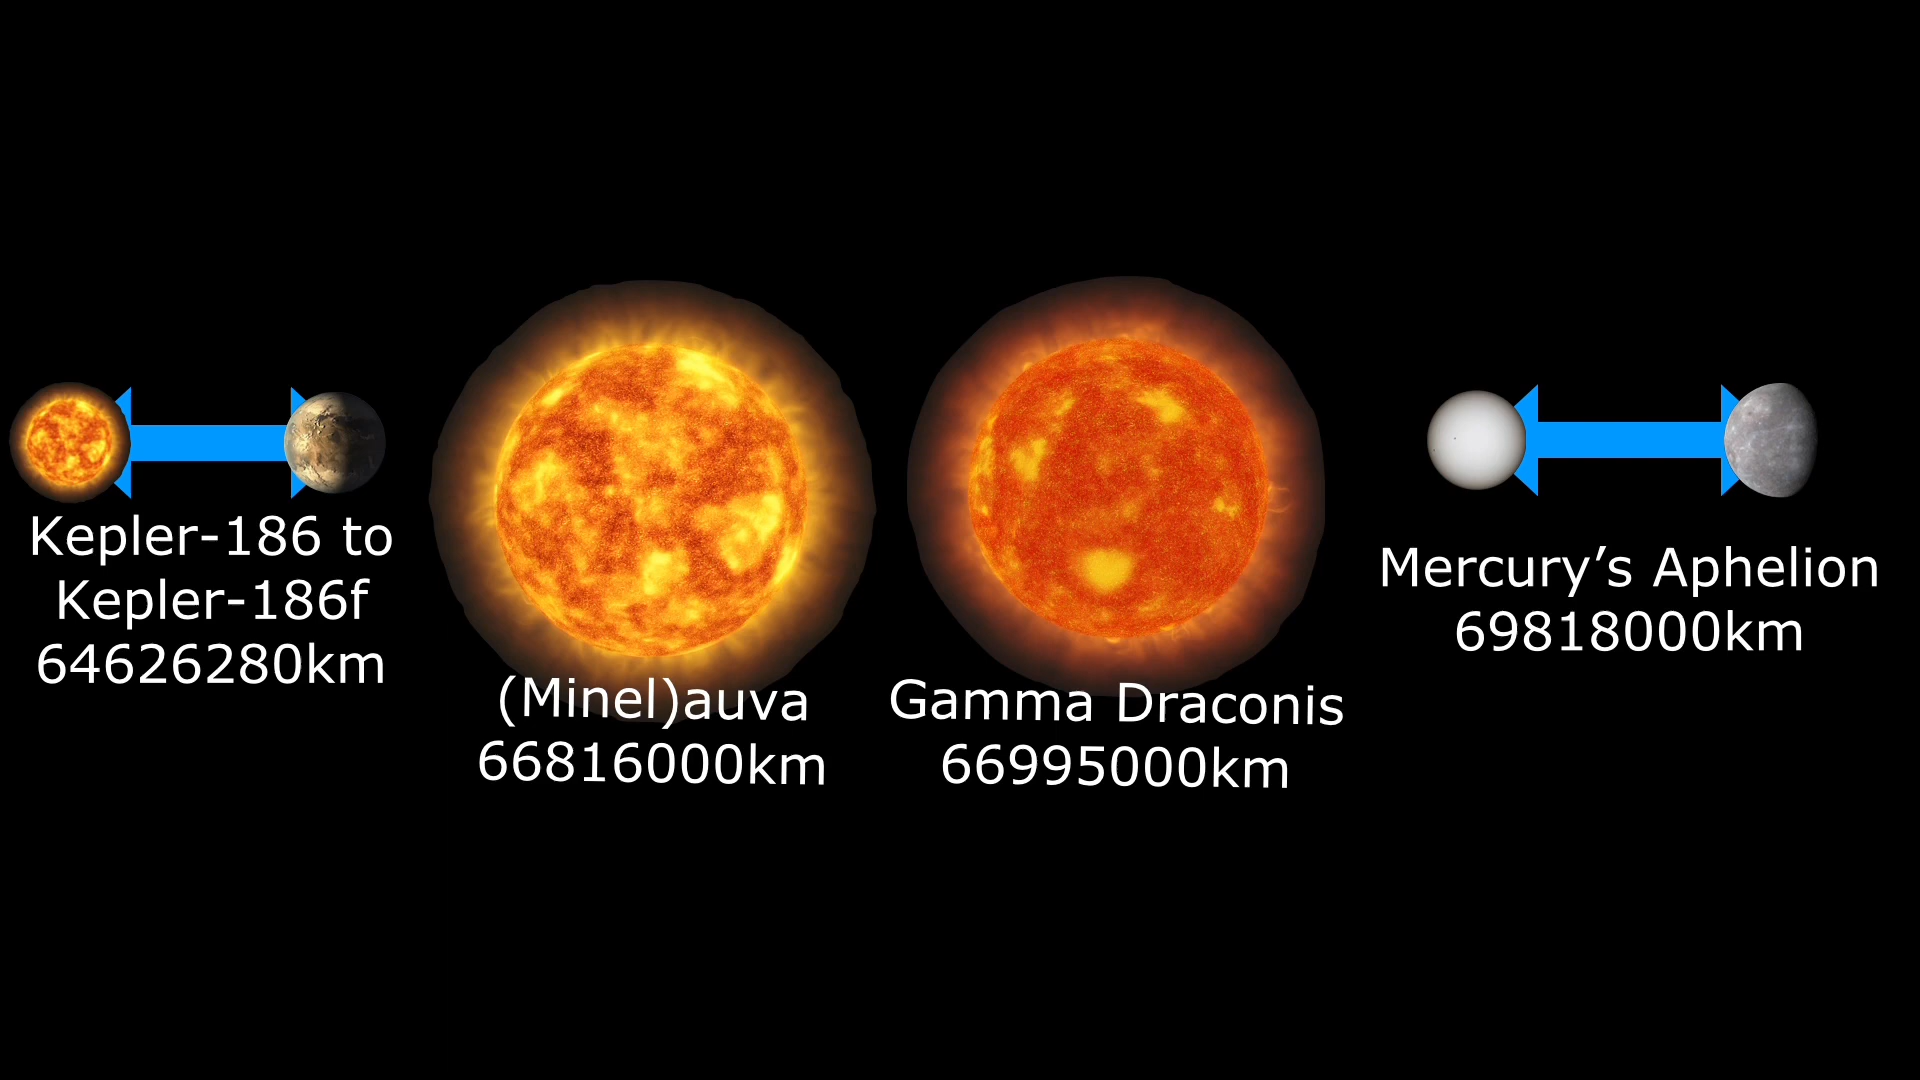 Kepler-186 to
Kepler-186f
64626280km
(Minel)auva
66816000km
Gamma Draconis
66995000km
Mercury’s Aphelion
69818000km